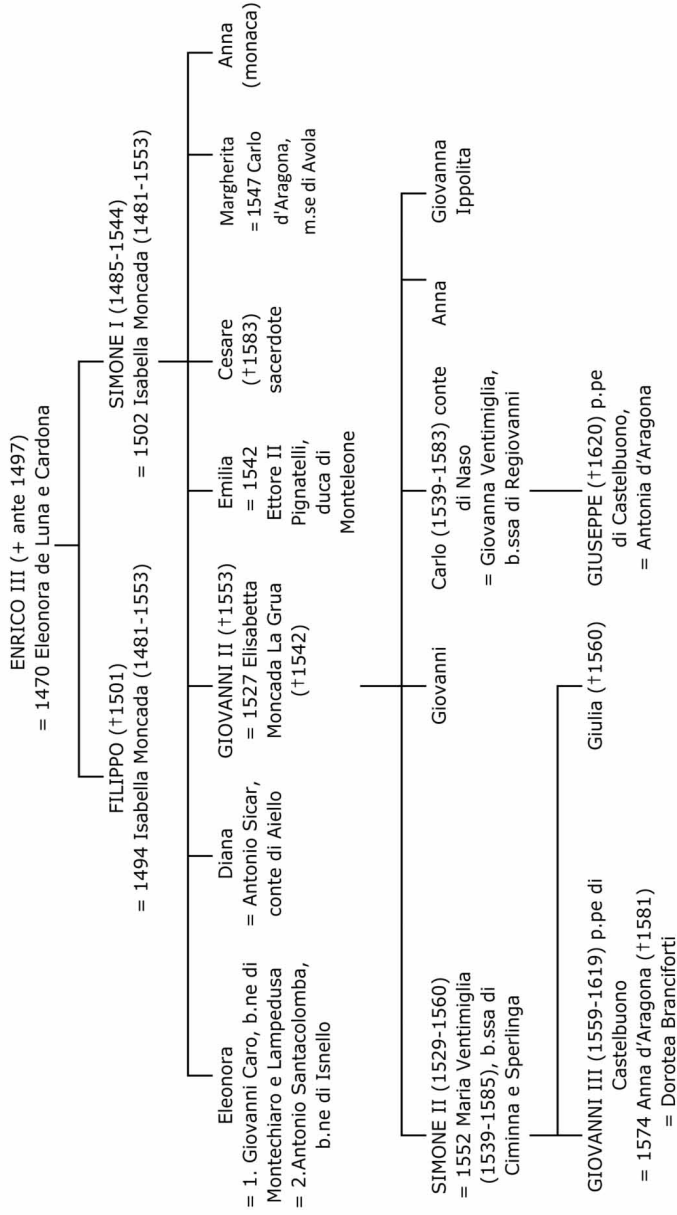 ENRICO III (+ ante 1497)
= 1470 Eleonora de Luna e Cardona
FILIPPO (†1501)
= 1494 Isabella Moncada (1481-1553)
SIMONE I (1485-1544)
= 1502 Isabella Moncada (1481-1553)
Eleonora
= 1. Giovanni Caro, b.ne di
Montechiaro e Lampedusa
= 2.Antonio Santacolomba,
b.ne di Isnello
Diana
= Antonio Sicar,
conte di Aiello
GIOVANNI II (†1553)
= 1527 Elisabetta
Moncada La Grua
(†1542)
Emilia
= 1542
Ettore II
Pignatelli,
duca di
Monteleone
Cesare
(†1583)
sacerdote
Margherita
= 1547 Carlo
d'Aragona,
m.se di Avola
Anna
(monaca)
SIMONE II (1529-1560)
= 1552 Maria Ventimiglia
(1539-1585), b.ssa di
Ciminna e Sperlinga
Giovanni
Carlo (1539-1583) conte
di Naso
= Giovanna Ventimiglia,
b.ssa di Regiovanni
Anna
Giovanna
Ippolita
GIOVANNI III (1559-1619) p.pe di
Castelbuono
= 1574 Anna d'Aragona (†1581)
= Dorotea Branciforti
Giulia (†1560)
GIUSEPPE (†1620) p.pe
di Castelbuono,
= Antonia d'Aragona